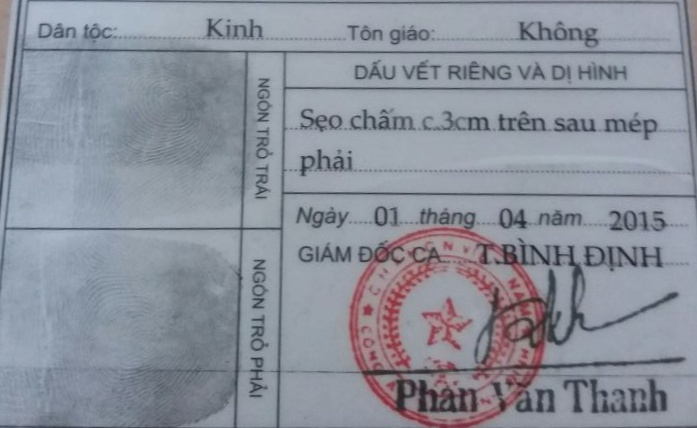 Dân tộc: Kinh Tôn giáo: Không
NGÓN TRỎ TRÁI
DẤU VẾT RIÊNG VÀ DỊ HÌNH
Sẹo chấm c.3cm trên sau mép
phải
Ngày 01 tháng 04 năm 2015
GIÁM ĐỐC CA T.BÌNH ĐỊNH
NGÓN TRỎ PHẢI
Phan Văn Thanh